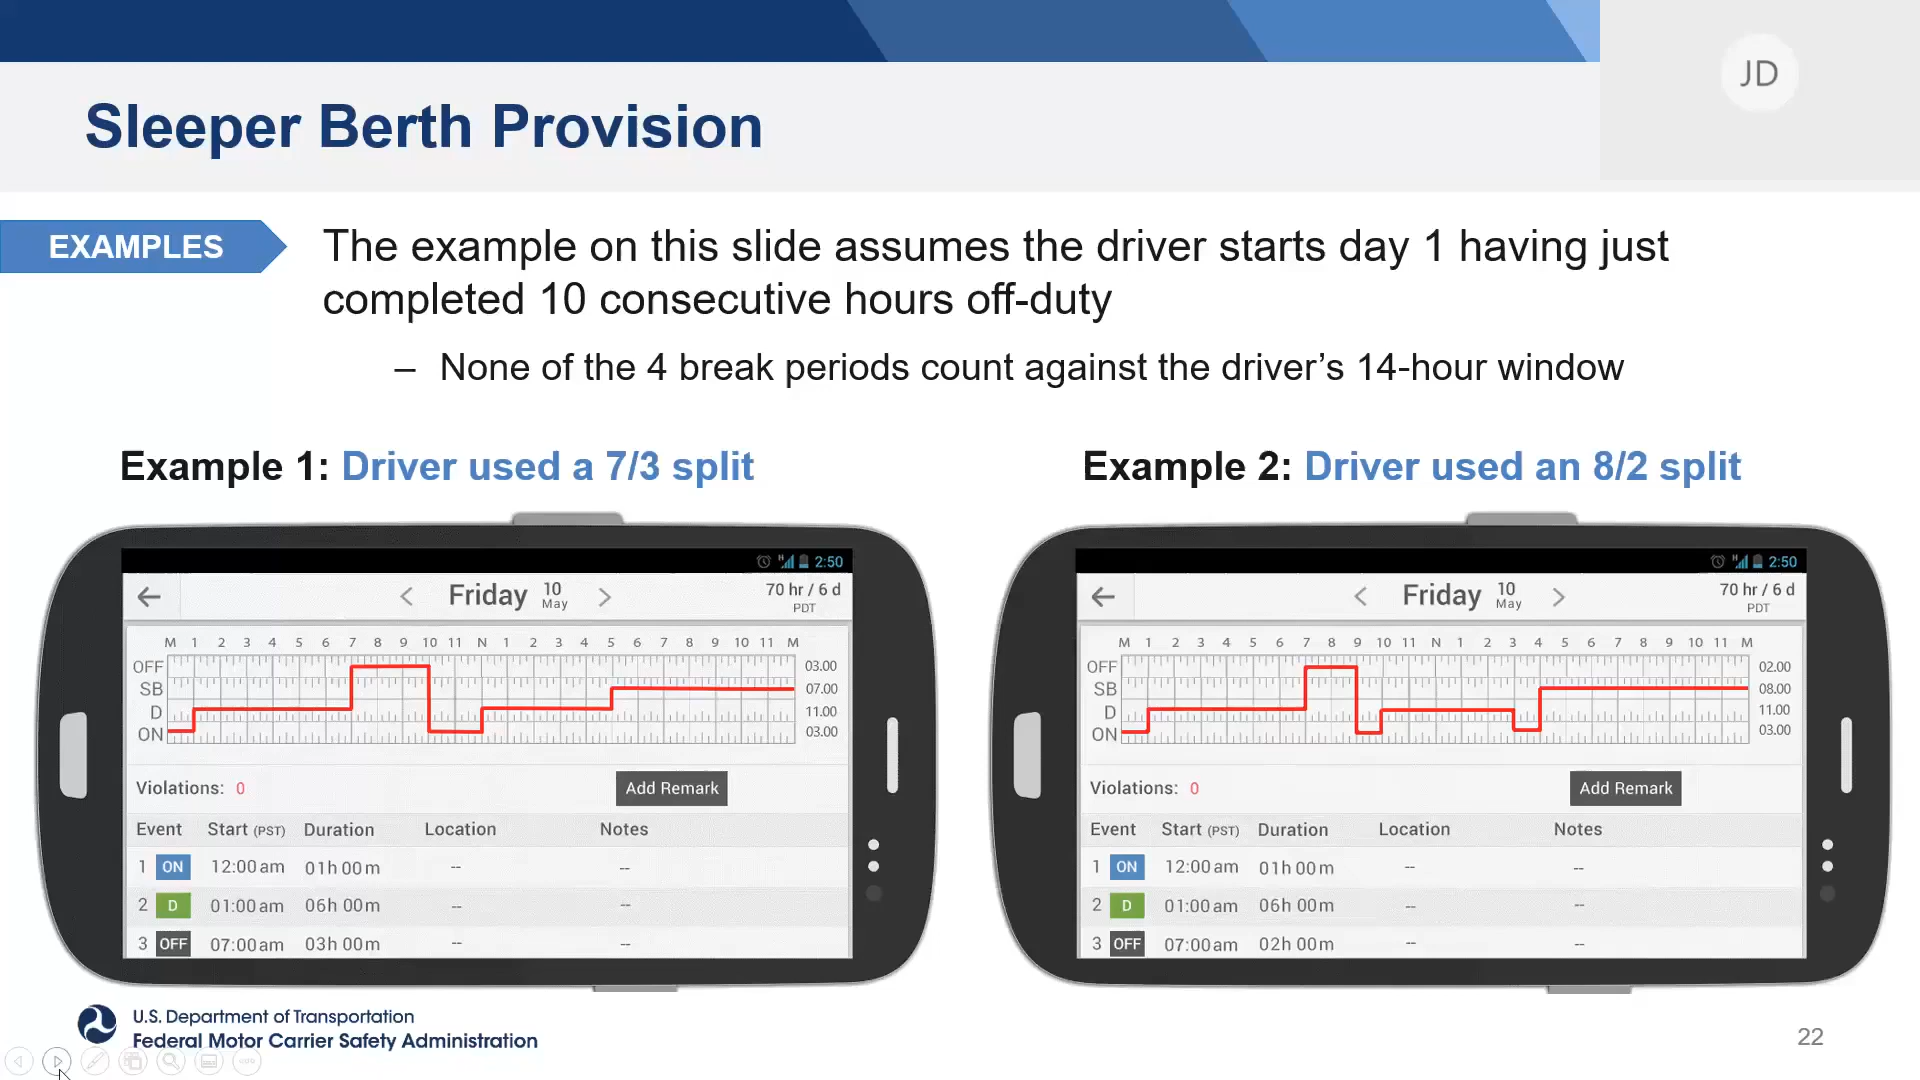 JD
Sleeper Berth Provision
EXAMPLES
The example on this slide assumes the driver starts day 1 having just
completed 10 consecutive hours off-duty
– None of the 4 break periods count against the driver's 14-hour window
Example 1: Driver used a 7/3 split
H 2:50
Friday 10 May
70 hr / 6 d
PDT
M 1 2 3 4 5 6 7 8 9 10 11 N 1 2 3 4 5 6 7 8 9 10 11 M
OFF 03.00
SB 07.00
D 11.00
ON 03.00
Violations: 0 Add Remark
Event Start (PST) Duration Location Notes
1 ON 12:00am 01h 00m -- --
2 D 01:00am 06h 00m -- --
3 OFF 07:00am 03h 00m -- --
Example 2: Driver used an 8/2 split
H 2:50
Friday 10 May
70 hr / 6 d
PDT
M 1 2 3 4 5 6 7 8 9 10 11 N 1 2 3 4 5 6 7 8 9 10 11 M
OFF 02.00
SB 08.00
D 11.00
ON 03.00
Violations: 0 Add Remark
Event Start (PST) Duration Location Notes
1 ON 12:00am 01h 00m -- --
2 D 01:00am 06h 00m -- --
3 OFF 07:00am 02h 00m -- --
U.S. Department of Transportation
Federal Motor Carrier Safety Administration
22